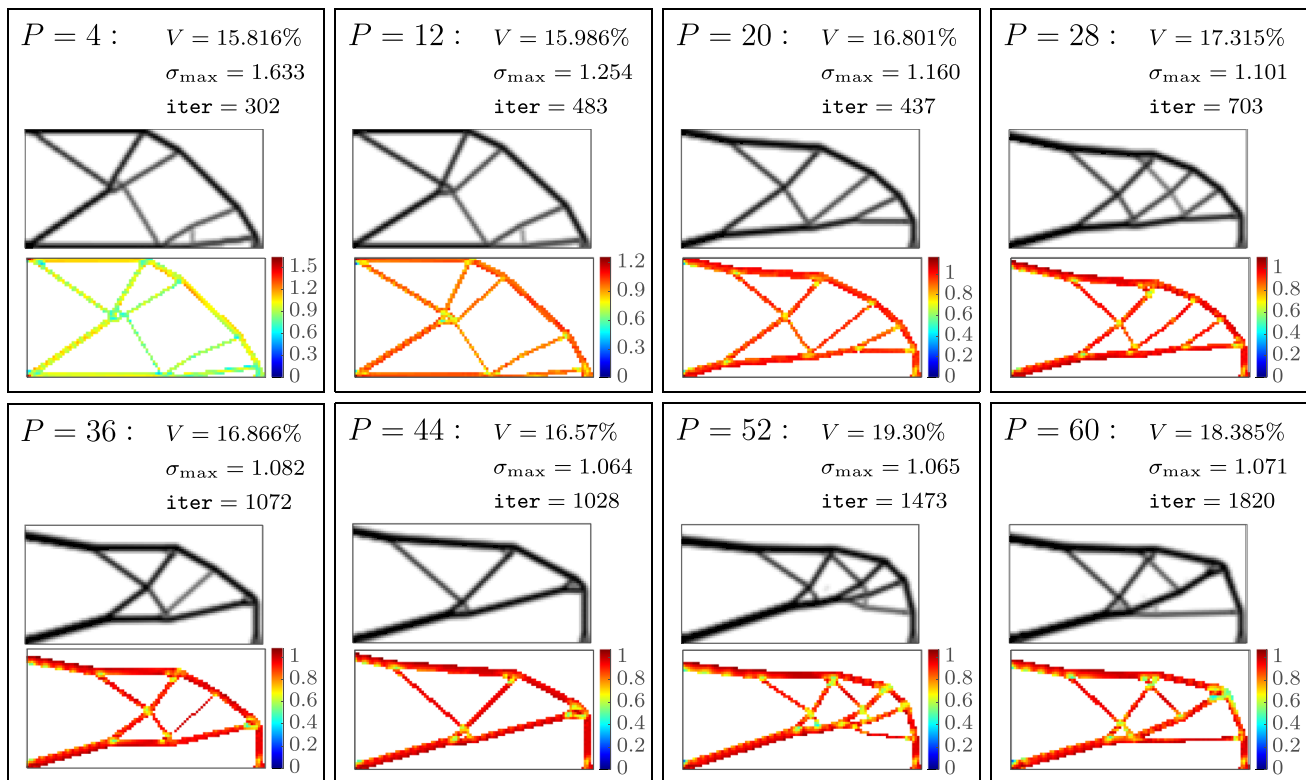 P = 4 : V = 15.816%
σmax = 1.633
iter = 302
1.5
1.2
0.9
0.6
0.3
0
P = 12 : V = 15.986%
σmax = 1.254
iter = 483
1.2
0.9
0.6
0.3
0
P = 20 : V = 16.801%
σmax = 1.160
iter = 437
1
0.8
0.6
0.4
0.2
0
P = 28 : V = 17.315%
σmax = 1.101
iter = 703
1
0.8
0.6
0.4
0.2
0
P = 36 : V = 16.866%
σmax = 1.082
iter = 1072
1
0.8
0.6
0.4
0.2
0
P = 44 : V = 16.57%
σmax = 1.064
iter = 1028
1
0.8
0.6
0.4
0.2
0
P = 52 : V = 19.30%
σmax = 1.065
iter = 1473
1
0.8
0.6
0.4
0.2
0
P = 60 : V = 18.385%
σmax = 1.071
iter = 1820
1
0.8
0.6
0.4
0.2
0